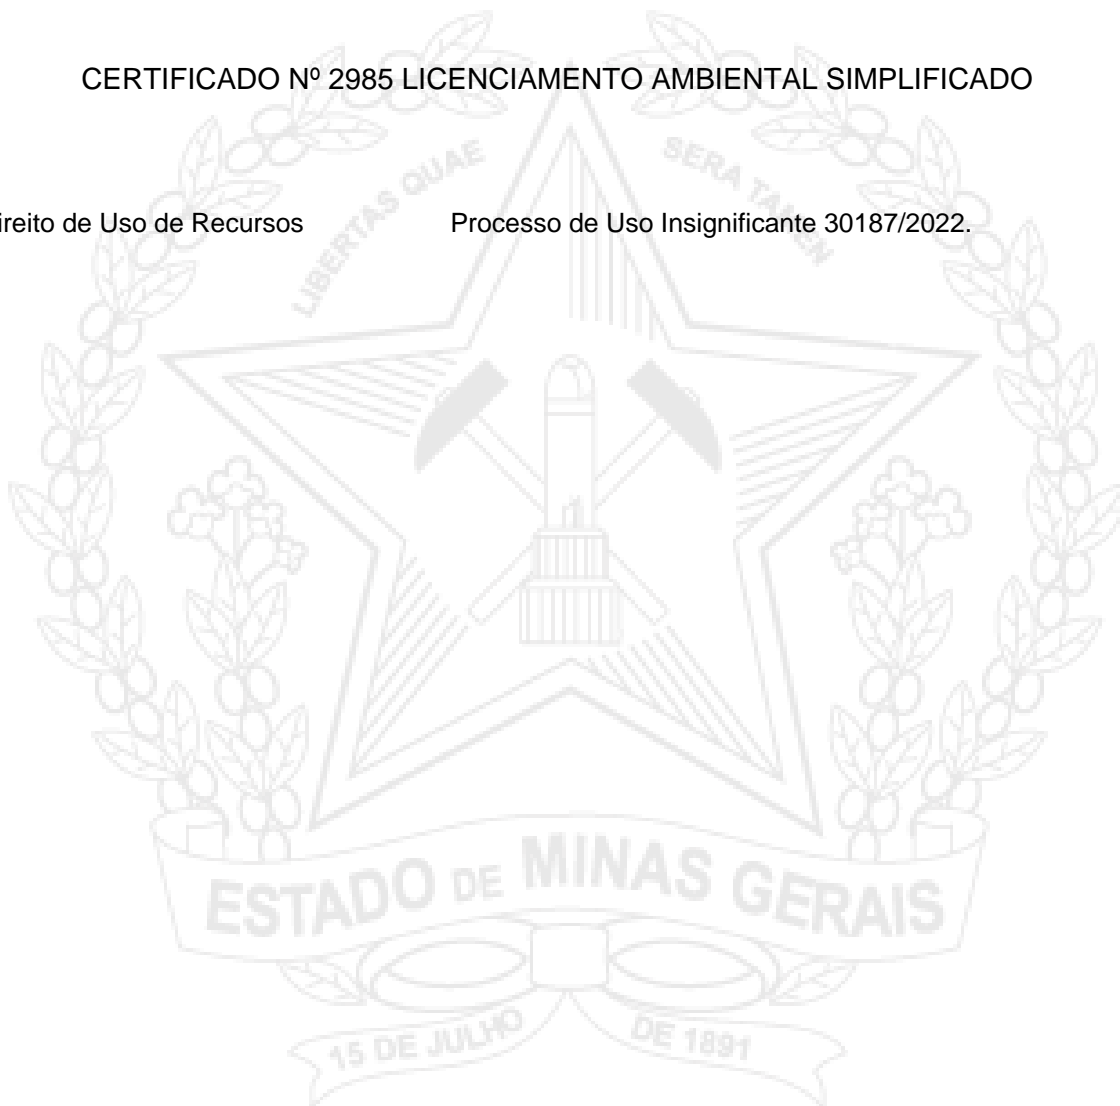 CERTIFICADO Nº 2985 LICENCIAMENTO AMBIENTAL SIMPLIFICADO
LIBERTAS QUAE SERA TAMEN
ireito de Uso de Recursos Processo de Uso Insignificante 30187/2022.
ESTADO DE MINAS GERAIS
15 DE JULHO DE 1891